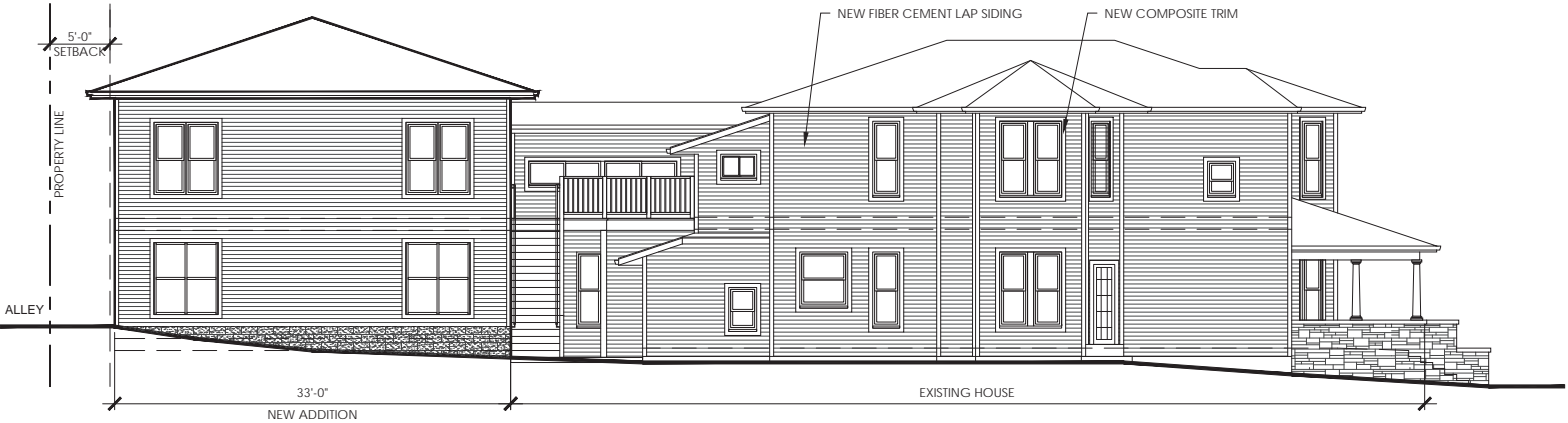 NEW FIBER CEMENT LAP SIDING
NEW COMPOSITE TRIM
5'-0"
SETBACK
PROPERTY LINE
ALLEY
33'-0"
NEW ADDITION
EXISTING HOUSE